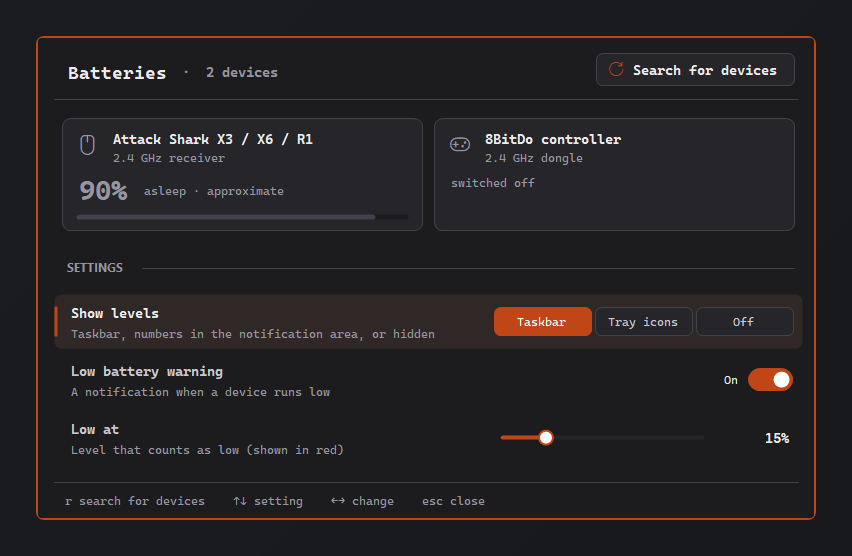 Batteries · 2 devices
Search for devices
Attack Shark X3 / X6 / R1
2.4 GHz receiver
90% asleep · approximate
8BitDo controller
2.4 GHz dongle
switched off
SETTINGS
Show levels
Taskbar, numbers in the notification area, or hidden
Taskbar Tray icons Off
Low battery warning
A notification when a device runs low
On
Low at
Level that counts as low (shown in red)
15%
r search for devices ↑↓ setting ↔ change esc close